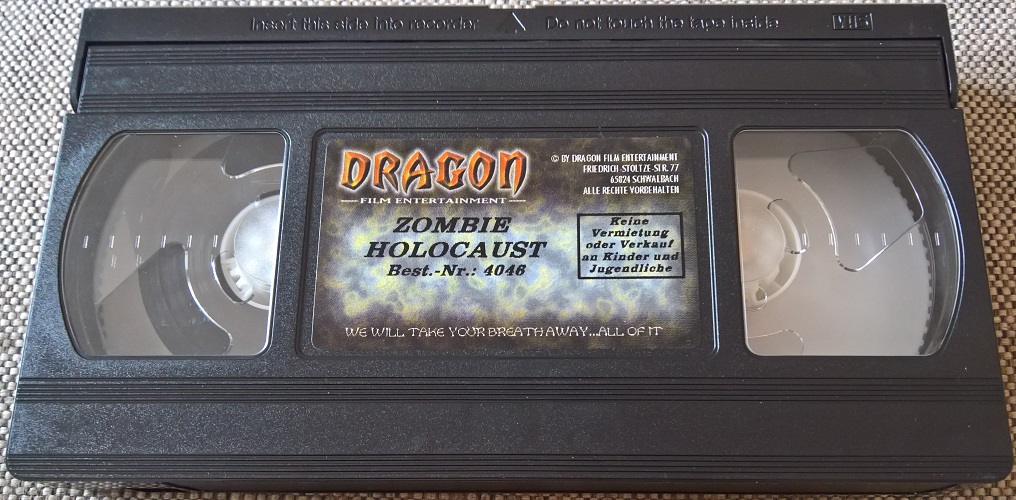 Insert this side into recorder
Do not touch the tape inside
VHS
DRAGON
FILM ENTERTAINMENT
© BY DRAGON FILM ENTERTAINMENT
FRIEDRICH-STOLTZE-STR. 77
65824 SCHWALBACH
ALLE RECHTE VORBEHALTEN
ZOMBIE
HOLOCAUST
Best.-Nr.: 4046
Keine
Vermietung
oder Verkauf
an Kinder und
Jugendliche
WE WILL TAKE YOUR BREATH AWAY...ALL OF IT